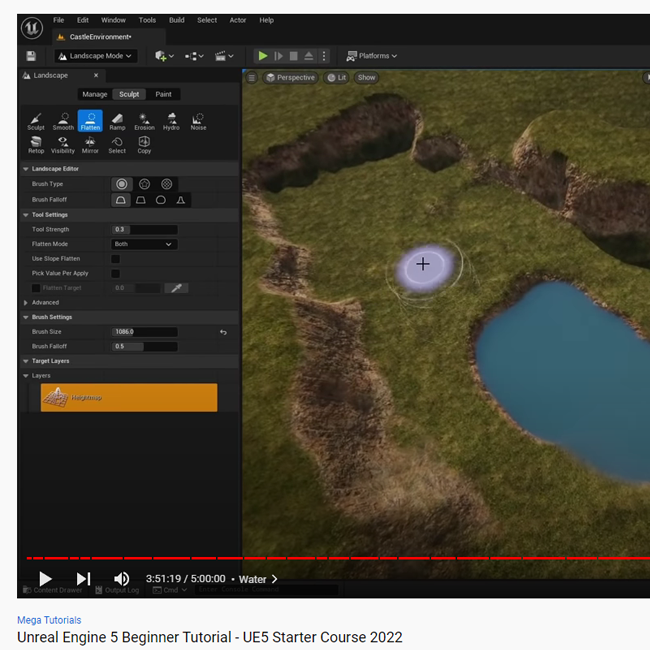 File Edit Window Tools Build Select Actor Help
CastleEnvironment*
Landscape Mode
Platforms
Landscape
Perspective Lit Show
Manage Sculpt Paint
Sculpt Smooth Flatten Ramp Erosion Hydro Noise
Retop Visibility Mirror Select Copy
Landscape Editor
Brush Type
Brush Falloff
Tool Settings
Tool Strength 0.3
Flatten Mode Both
Use Slope Flatten
Pick Value Per Apply
Flatten Target 0.0
Advanced
Brush Settings
Brush Size 1086.0
Brush Falloff 0.5
Target Layers
Layers
Heightmap
3:51:19 / 5:00:00 • Water
Content Drawer Output Log Cmd
Mega Tutorials
Unreal Engine 5 Beginner Tutorial - UE5 Starter Course 2022